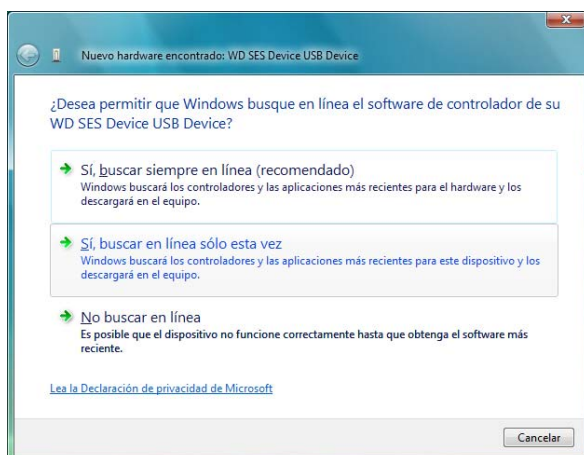 Nuevo hardware encontrado: WD SES Device USB Device
¿Desea permitir que Windows busque en línea el software de controlador de su
WD SES Device USB Device?
Sí, buscar siempre en línea (recomendado)
Windows buscará los controladores y las aplicaciones más recientes para el hardware y los
descargará en el equipo.
Sí, buscar en línea sólo esta vez
Windows buscará los controladores y las aplicaciones más recientes para este dispositivo y los
descargará en el equipo.
No buscar en línea
Es posible que el dispositivo no funcione correctamente hasta que obtenga el software más
reciente.
Lea la Declaración de privacidad de Microsoft
Cancelar